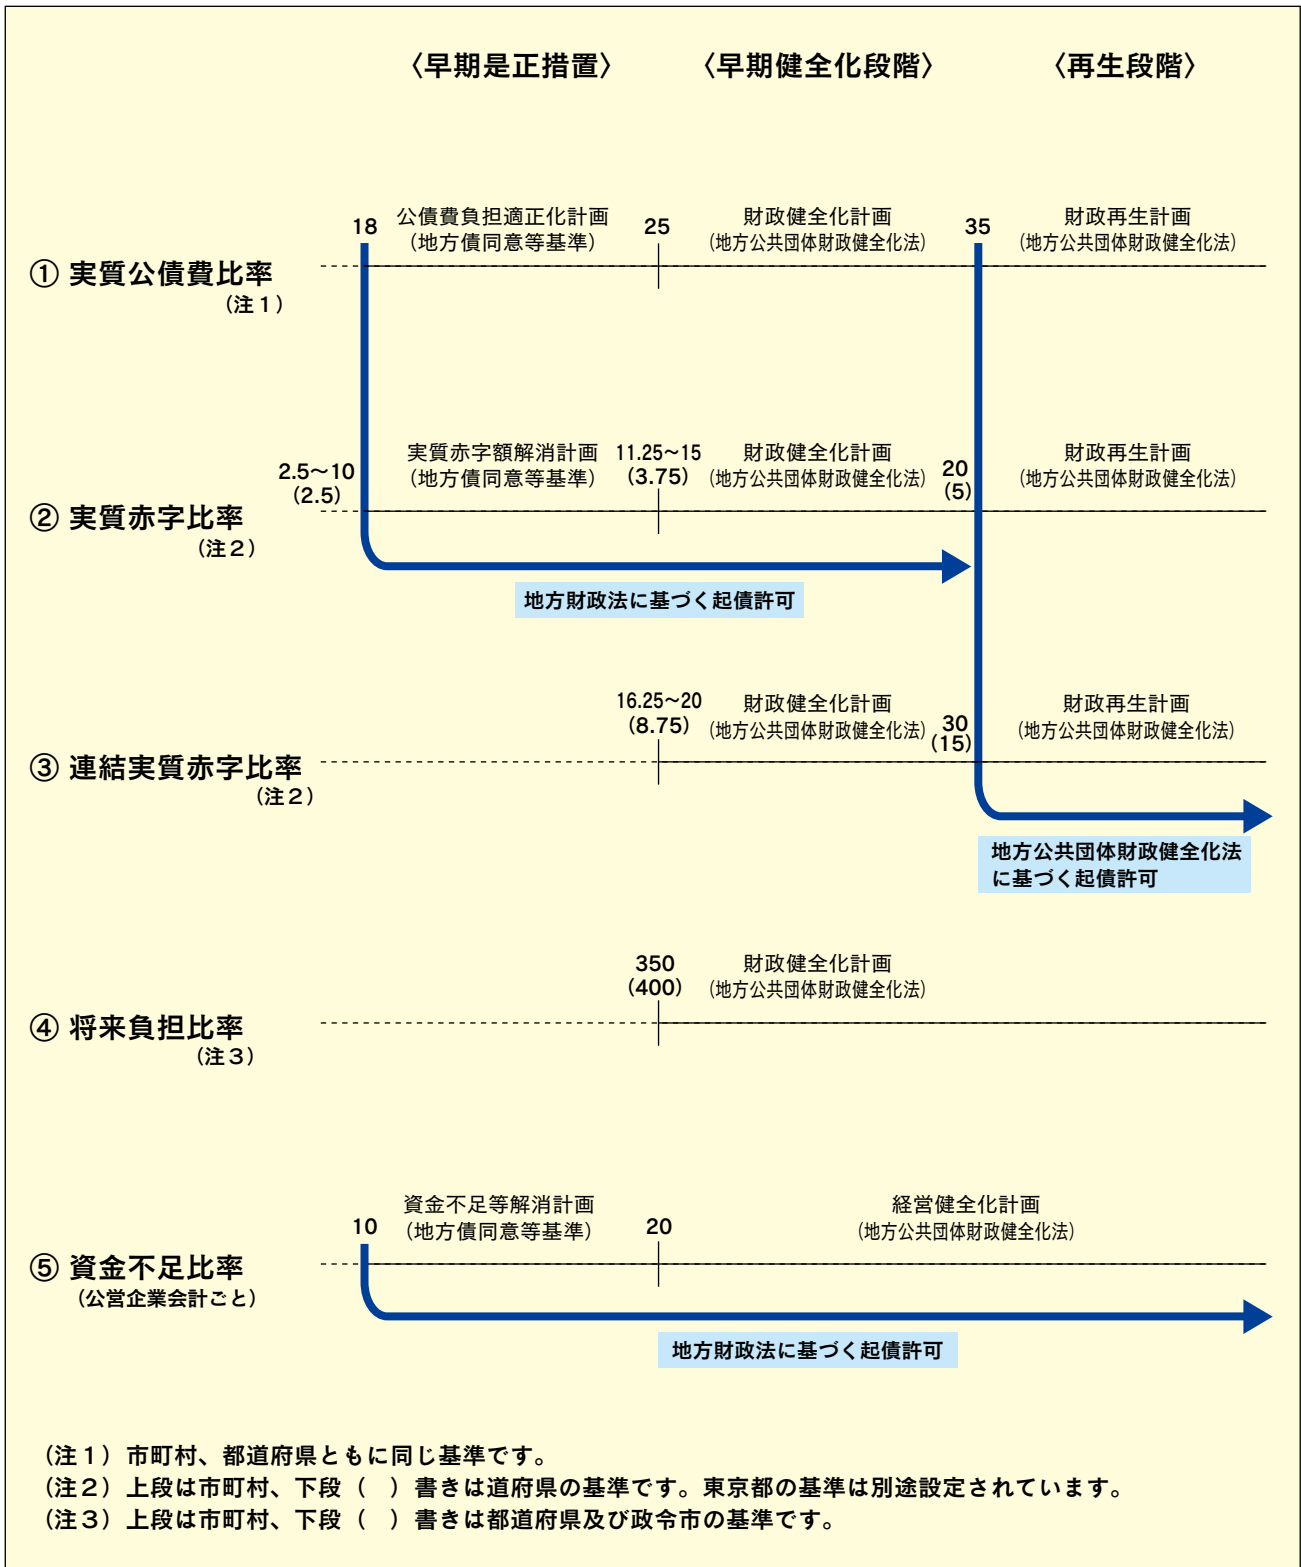 〈早期是正措置〉 〈早期健全化段階〉 〈再生段階〉
18 公債費負担適正化計画 25 財政健全化計画 35 財政再生計画
（地方債同意等基準） （地方公共団体財政健全化法） （地方公共団体財政健全化法）
① 実質公債費比率
（注１）
2.5～10 実質赤字額解消計画 11.25～15 財政健全化計画 20 財政再生計画
（2.5） （地方債同意等基準） （3.75） （地方公共団体財政健全化法） （5） （地方公共団体財政健全化法）
② 実質赤字比率
（注２）
地方財政法に基づく起債許可
16.25～20 財政健全化計画 30 財政再生計画
（8.75） （地方公共団体財政健全化法） （15） （地方公共団体財政健全化法）
③ 連結実質赤字比率
（注２）
地方公共団体財政健全化法
に基づく起債許可
350 財政健全化計画
（400） （地方公共団体財政健全化法）
④ 将来負担比率
（注３）
10 資金不足等解消計画 20 経営健全化計画
（地方債同意等基準） （地方公共団体財政健全化法）
⑤ 資金不足比率
（公営企業会計ごと）
地方財政法に基づく起債許可
（注１）市町村、都道府県ともに同じ基準です。
（注２）上段は市町村、下段（　）書きは道府県の基準です。東京都の基準は別途設定されています。
（注３）上段は市町村、下段（　）書きは都道府県及び政令市の基準です。